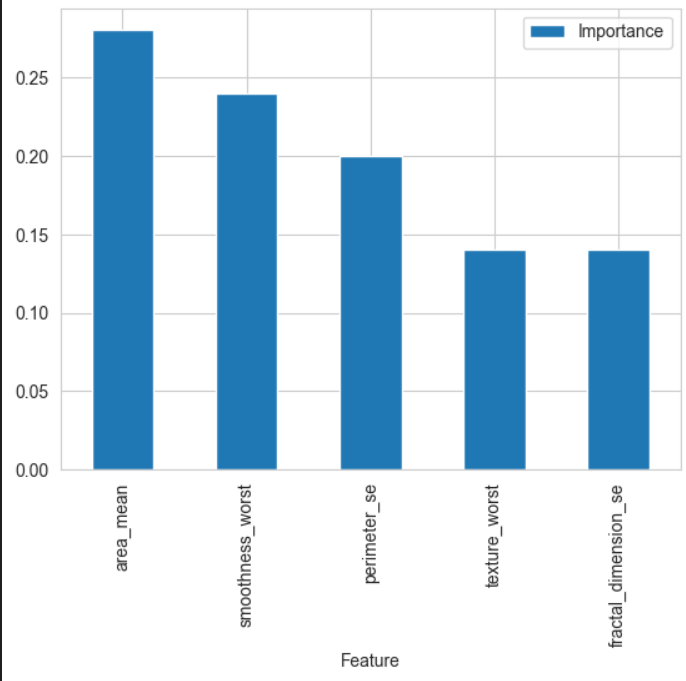 Importance
0.25
0.20
0.15
0.10
0.05
0.00
area_mean
smoothness_worst
perimeter_se
texture_worst
fractal_dimension_se
Feature